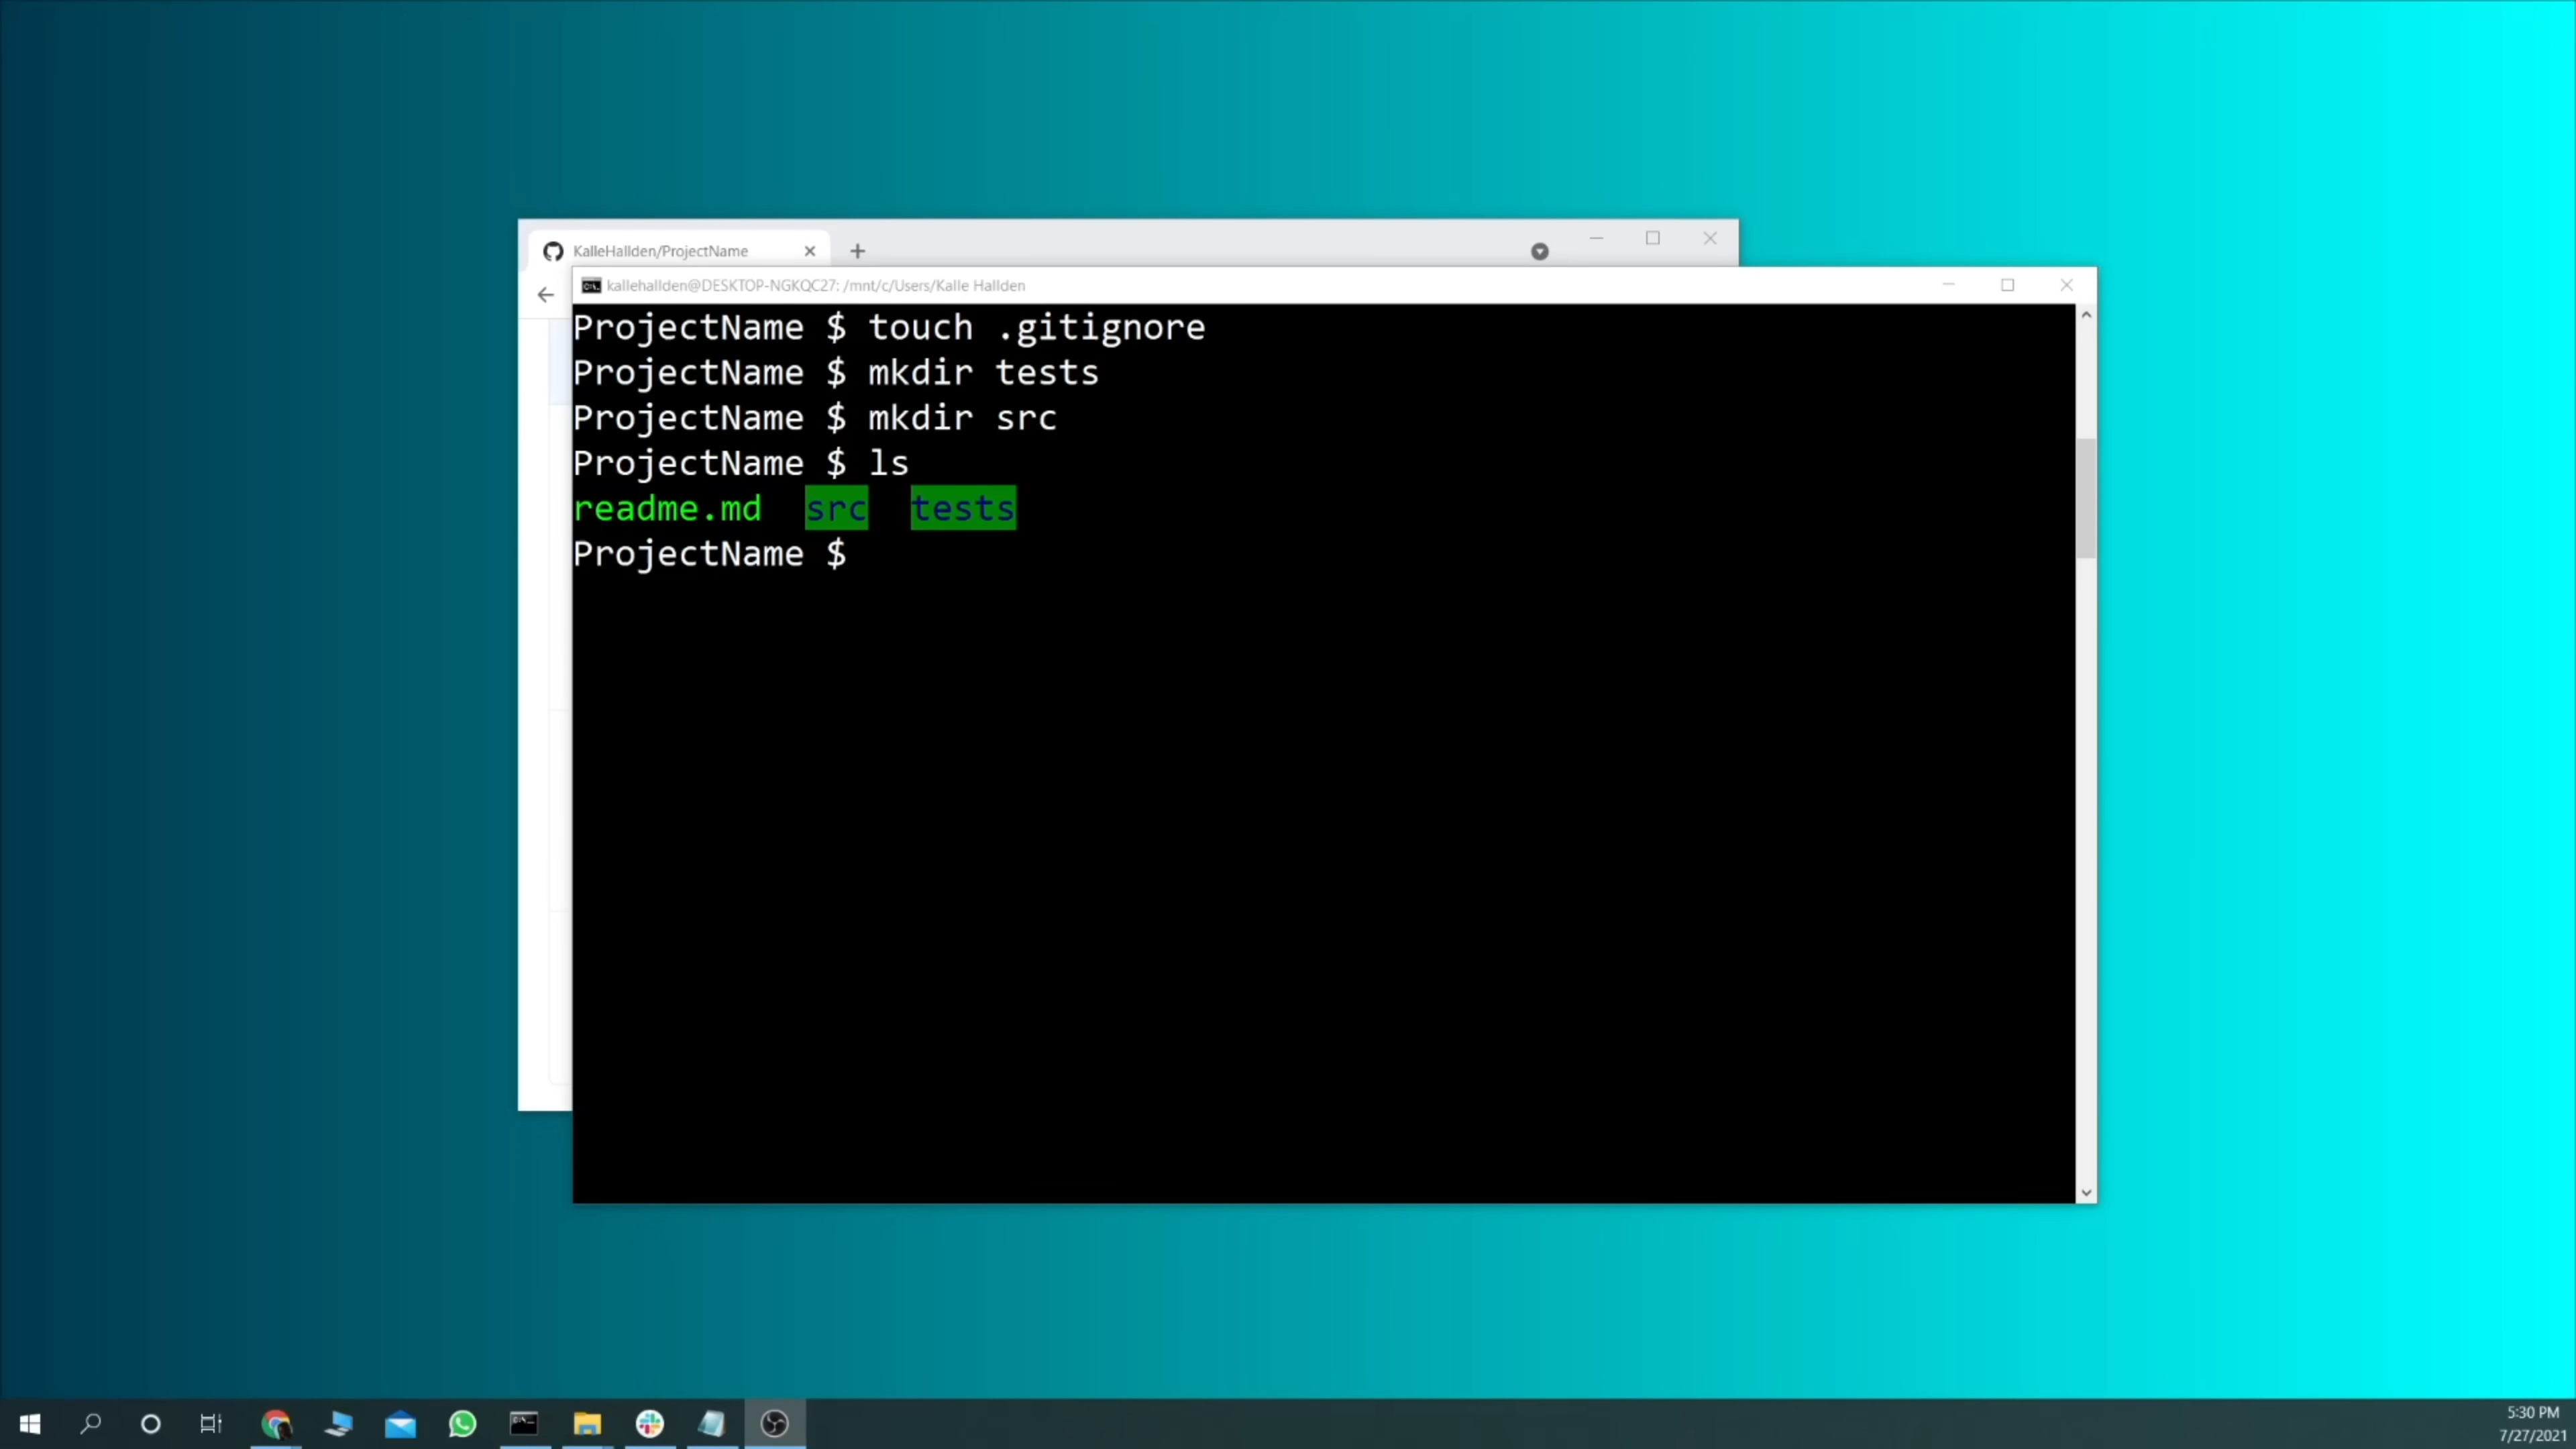 KalleHallden/ProjectName
kallehallden@DESKTOP-NGKQC27: /mnt/c/Users/Kalle Hallden
ProjectName $ touch .gitignore
ProjectName $ mkdir tests
ProjectName $ mkdir src
ProjectName $ ls
readme.md src tests
ProjectName $
5:30 PM
7/27/2021